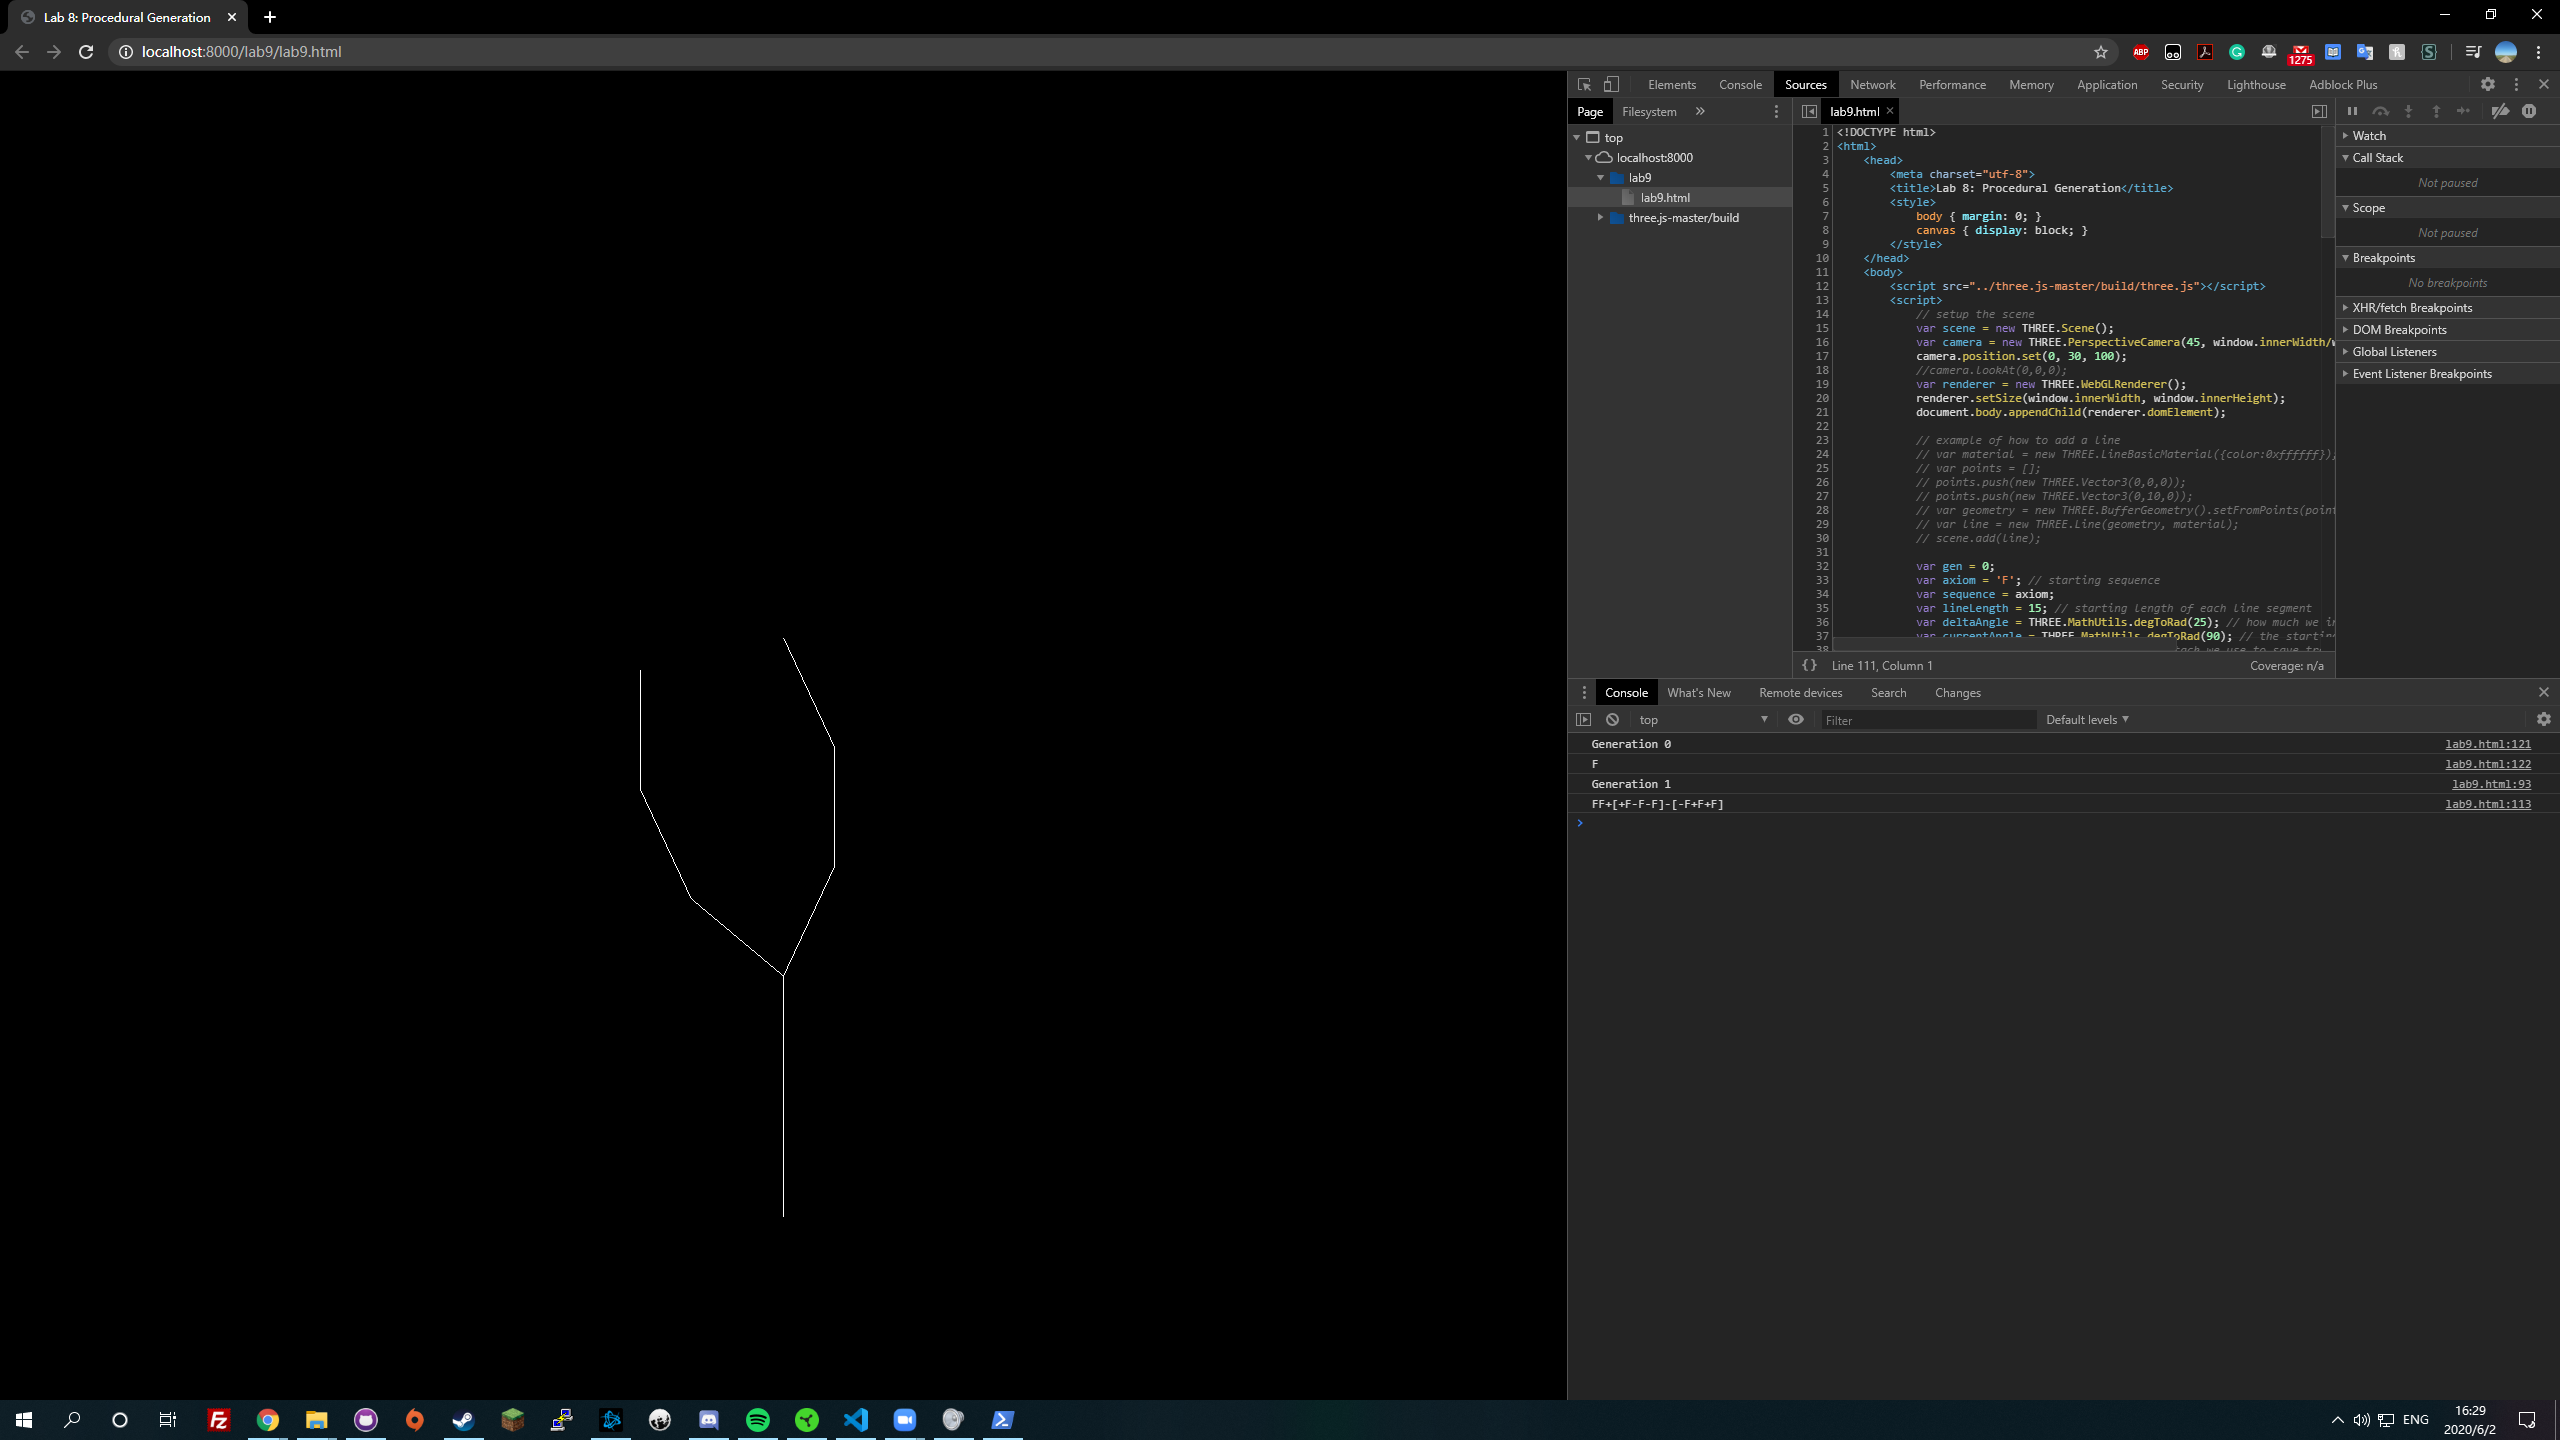 Lab 8: Procedural Generation
localhost:8000/lab9/lab9.html
ABP
1275
Elements Console Sources Network Performance Memory Application Security Lighthouse Adblock Plus
Page Filesystem
top
localhost:8000
lab9
lab9.html
three.js-master/build
lab9.html
1 <!DOCTYPE html>
2 <html>
3 <head>
4 <meta charset="utf-8">
5 <title>Lab 8: Procedural Generation</title>
6 <style>
7 body { margin: 0; }
8 canvas { display: block; }
9 </style>
10 </head>
11 <body>
12 <script src="../three.js-master/build/three.js"></script>
13 <script>
14 // setup the scene
15 var scene = new THREE.Scene();
16 var camera = new THREE.PerspectiveCamera(45, window.innerWidth/w
17 camera.position.set(0, 30, 100);
18 //camera.lookAt(0,0,0);
19 var renderer = new THREE.WebGLRenderer();
20 renderer.setSize(window.innerWidth, window.innerHeight);
21 document.body.appendChild(renderer.domElement);
22
23 // example of how to add a line
24 // var material = new THREE.LineBasicMaterial({color:0xffffff});
25 // var points = [];
26 // points.push(new THREE.Vector3(0,0,0));
27 // points.push(new THREE.Vector3(0,10,0));
28 // var geometry = new THREE.BufferGeometry().setFromPoints(point
29 // var line = new THREE.Line(geometry, material);
30 // scene.add(line);
31
32 var gen = 0;
33 var axiom = 'F'; // starting sequence
34 var sequence = axiom;
35 var lineLength = 15; // starting length of each line segment
36 var deltaAngle = THREE.MathUtils.degToRad(25); // how much we in
37 var currentAngle = THREE.MathUtils.degToRad(90); // the startin
38
{} Line 111, Column 1
Coverage: n/a
Watch
Call Stack
Not paused
Scope
Not paused
Breakpoints
No breakpoints
XHR/fetch Breakpoints
DOM Breakpoints
Global Listeners
Event Listener Breakpoints
Console What's New Remote devices Search Changes
top Filter Default levels
Generation 0 lab9.html:121
F lab9.html:122
Generation 1 lab9.html:93
FF+[+F-F-F]-[-F+F+F] lab9.html:113
Fz
ENG
16:29
2020/6/2